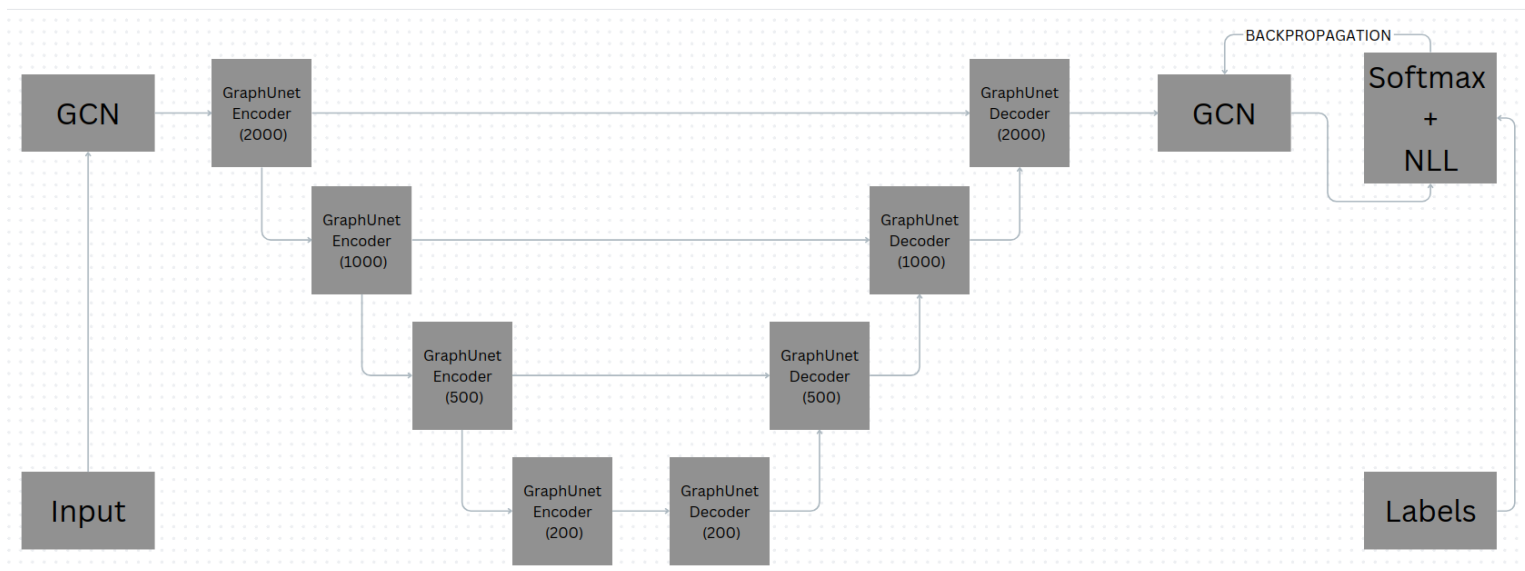 BACKPROPAGATION
GCN
GraphUnet
Encoder
(2000)
GraphUnet
Decoder
(2000)
GCN
Softmax
+
NLL
GraphUnet
Encoder
(1000)
GraphUnet
Decoder
(1000)
GraphUnet
Encoder
(500)
GraphUnet
Decoder
(500)
Input
GraphUnet
Encoder
(200)
GraphUnet
Decoder
(200)
Labels